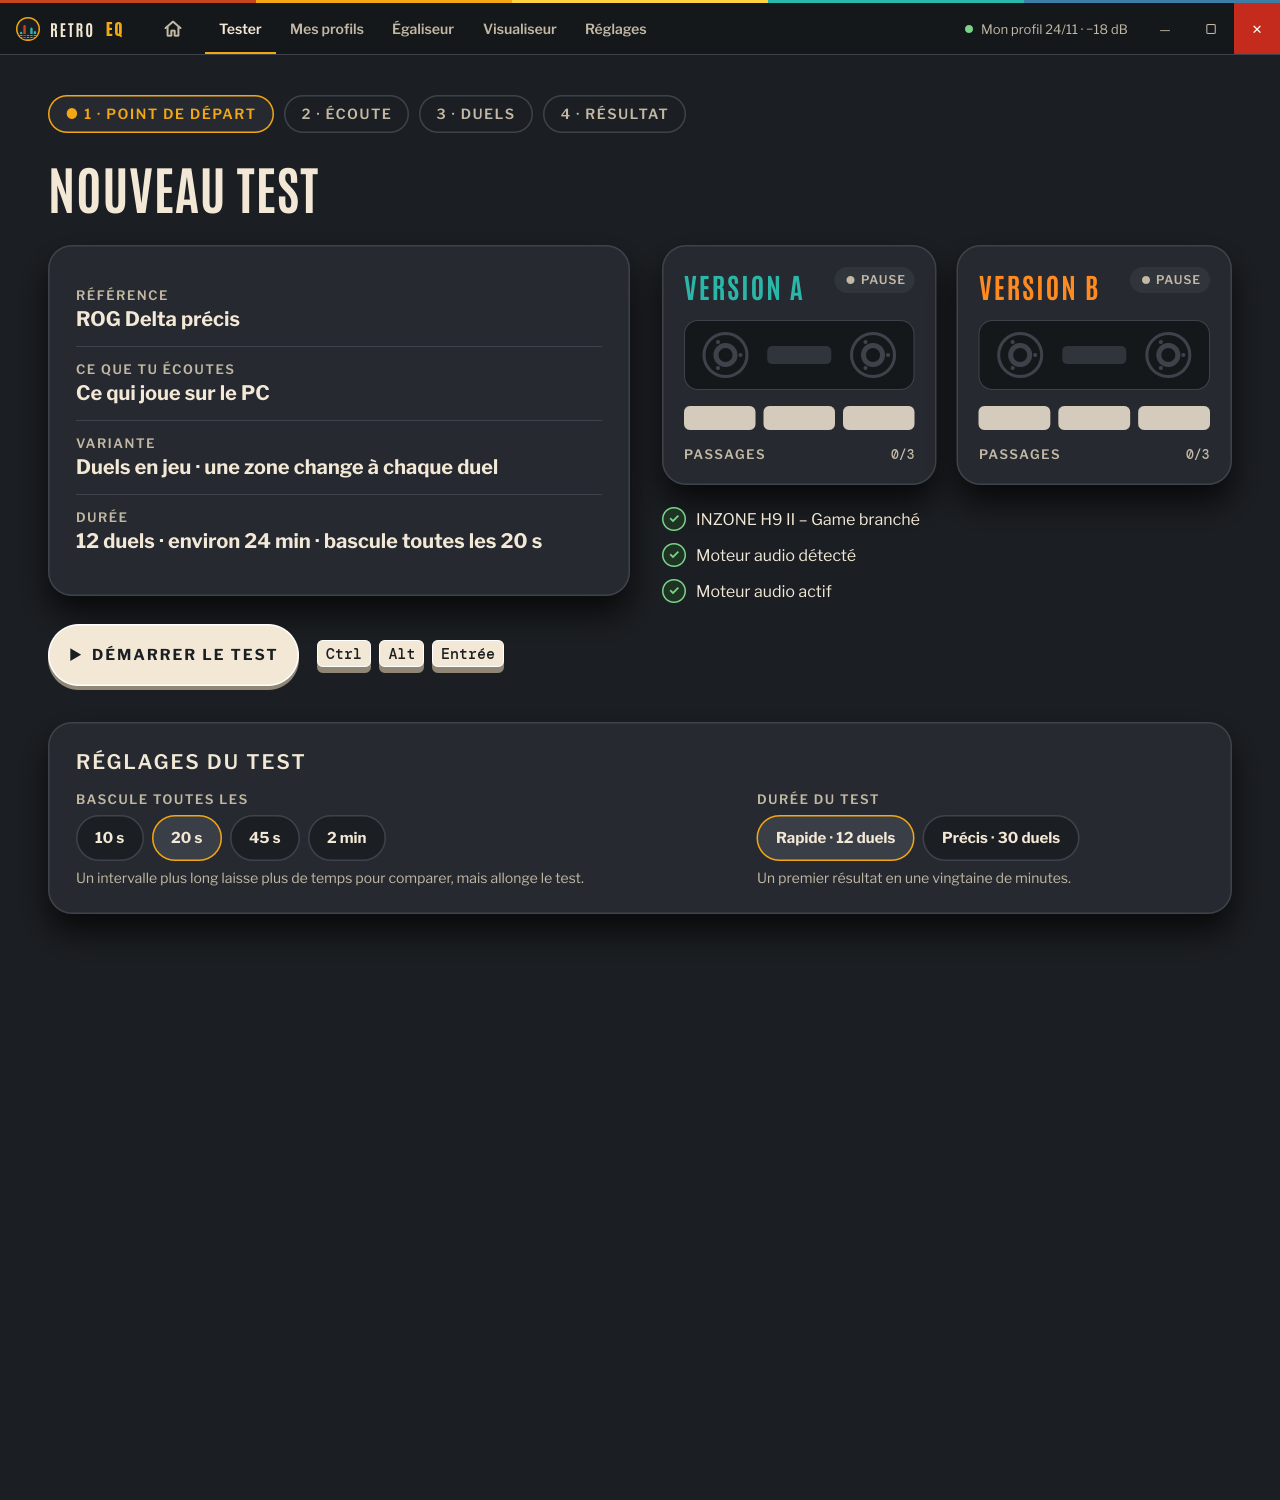 RETRO EQ
Tester
Mes profils
Égaliseur
Visualiseur
Réglages
Mon profil 24/11 · −18 dB
1 · POINT DE DÉPART
2 · ÉCOUTE
3 · DUELS
4 · RÉSULTAT
NOUVEAU TEST
RÉFÉRENCE
ROG Delta précis
CE QUE TU ÉCOUTES
Ce qui joue sur le PC
VARIANTE
Duels en jeu · une zone change à chaque duel
DURÉE
12 duels · environ 24 min · bascule toutes les 20 s
VERSION A
PAUSE
PASSAGES 0/3
VERSION B
PAUSE
PASSAGES 0/3
INZONE H9 II – Game branché
Moteur audio détecté
Moteur audio actif
DÉMARRER LE TEST
Ctrl Alt Entrée
RÉGLAGES DU TEST
BASCULE TOUTES LES
10 s
20 s
45 s
2 min
Un intervalle plus long laisse plus de temps pour comparer, mais allonge le test.
DURÉE DU TEST
Rapide · 12 duels
Précis · 30 duels
Un premier résultat en une vingtaine de minutes.